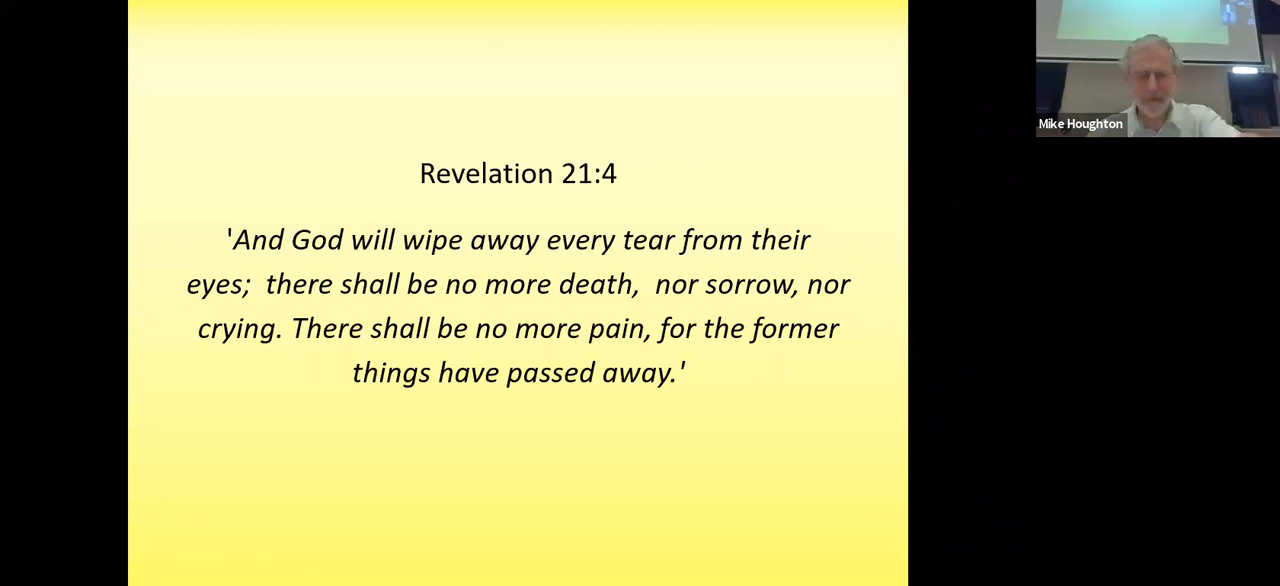 Revelation 21:4
'And God will wipe away every tear from their
eyes;  there shall be no more death,  nor sorrow, nor
crying. There shall be no more pain, for the former
things have passed away.'
Mike Houghton